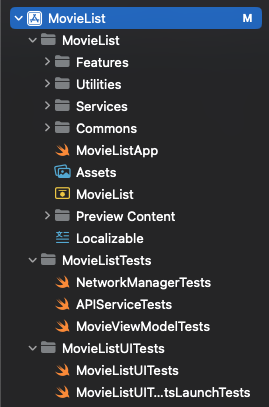 MovieList M
MovieList
Features
Utilities
Services
Commons
MovieListApp
Assets
MovieList
Preview Content
Localizable
MovieListTests
NetworkManagerTests
APIServiceTests
MovieViewModelTests
MovieListUITests
MovieListUITests
MovieListUIT...tsLaunchTests